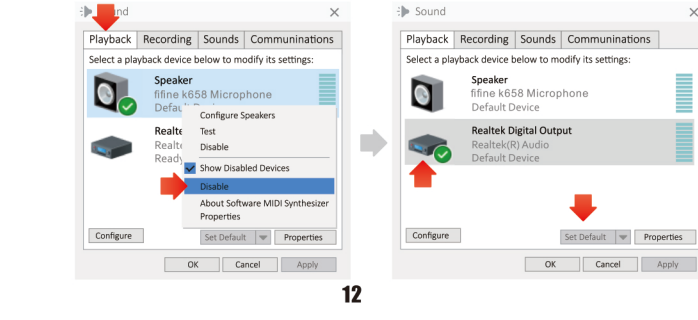 Sound
Playback Recording Sounds Communinations
Select a playback device below to modify its settings:
Speaker
fifine k658 Microphone
Default
Realte
Realte
Ready
Configure Speakers
Test
Disable
Show Disabled Devices
Disable
About Software MIDI Synthesizer
Properties
Configure Set Default Properties
OK Cancel Apply
Sound
Playback Recording Sounds Communinations
Select a playback device below to modify its settings:
Speaker
fifine k658 Microphone
Default Device
Realtek Digital Output
Realtek(R) Audio
Default Device
Configure Set Default Properties
OK Cancel Apply
12